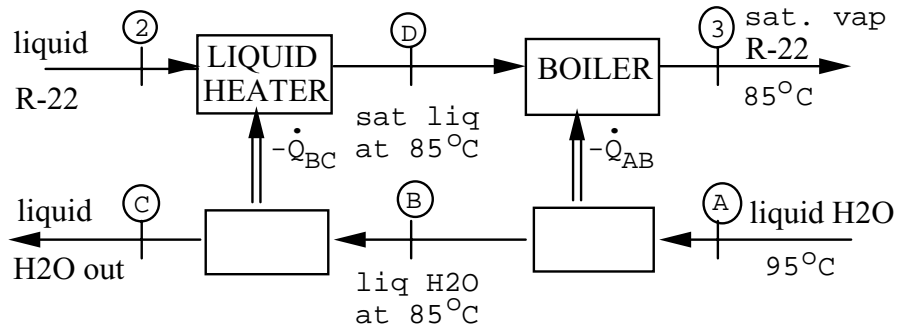 liquid
R-22
2
LIQUID
HEATER
D
sat liq
at 85°C
BOILER
3
sat. vap
R-22
85°C
-Q̇BC
-Q̇AB
liquid
H2O out
C
B
liq H2O
at 85°C
A
liquid H2O
95°C